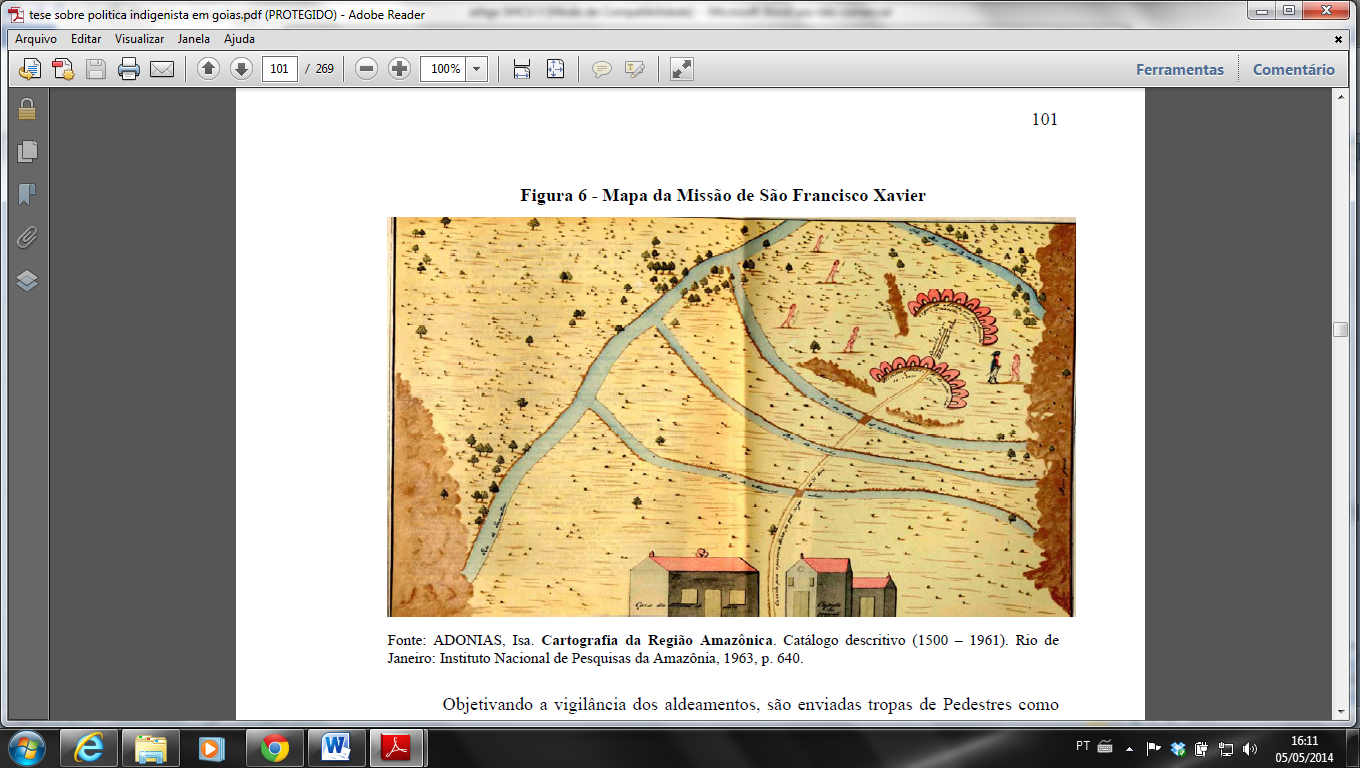 tese sobre politica indigenista em goias.pdf (PROTEGIDO) - Adobe Reader
Arquivo Editar Visualizar Janela Ajuda
101 / 269 100% Ferramentas Comentário
101
Figura 6 - Mapa da Missão de São Francisco Xavier
Fonte: ADONIAS, Isa. Cartografia da Região Amazônica. Catálogo descritivo (1500 – 1961). Rio de
Janeiro: Instituto Nacional de Pesquisas da Amazônia, 1963, p. 640.
Objetivando a vigilância dos aldeamentos, são enviadas tropas de Pedestres como
PT 16:11
05/05/2014